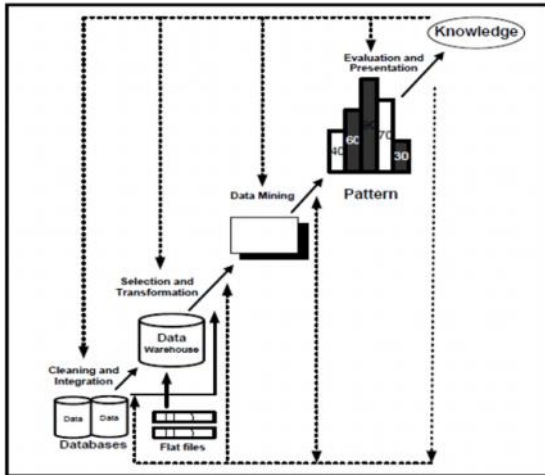 Knowledge
Evaluation and
Presentation
40
60
90
70
30
Pattern
Data Mining
Selection and
Transformation
Data
Warehouse
Cleaning and
Integration
Data
Data
Databases
Flat files